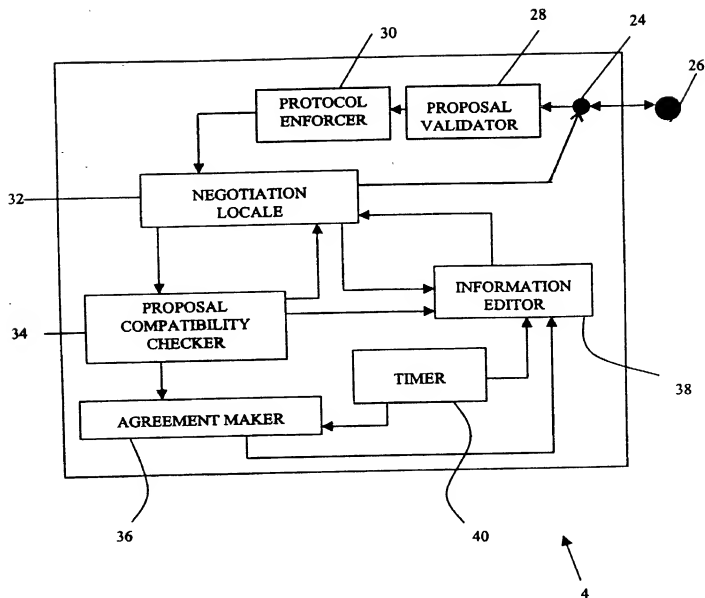 30
28
24
26
PROTOCOL
ENFORCER
PROPOSAL
VALIDATOR
32
NEGOTIATION
LOCALE
34
PROPOSAL
COMPATIBILITY
CHECKER
INFORMATION
EDITOR
38
TIMER
AGREEMENT MAKER
36
40
4